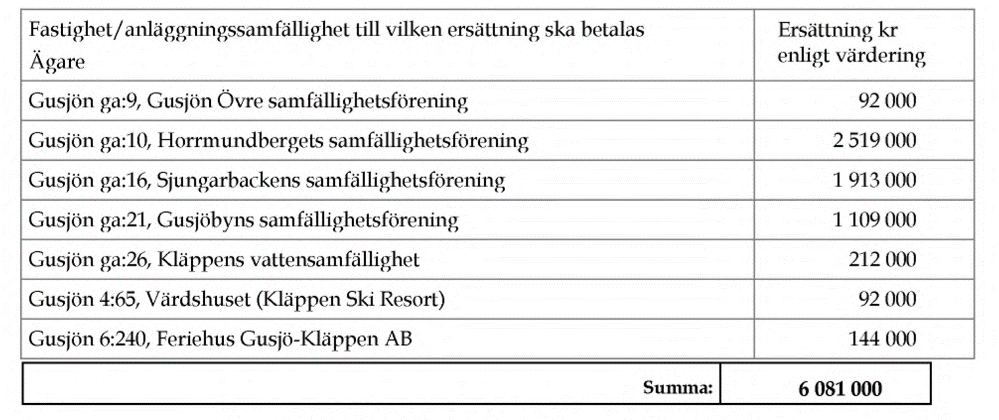 Fastighet/anläggningssamfällighet till vilken ersättning ska betalas
Ägare
Ersättning kr
enligt värdering
Gusjön ga:9, Gusjön Övre samfällighetsförening 92 000
Gusjön ga:10, Horrmundbergets samfällighetsförening 2 519 000
Gusjön ga:16, Sjungarbackens samfällighetsförening 1 913 000
Gusjön ga:21, Gusjöbyns samfällighetsförening 1 109 000
Gusjön ga:26, Kläppens vattensamfällighet 212 000
Gusjön 4:65, Värdshuset (Kläppen Ski Resort) 92 000
Gusjön 6:240, Feriehus Gusjö-Kläppen AB 144 000
Summa: 6 081 000